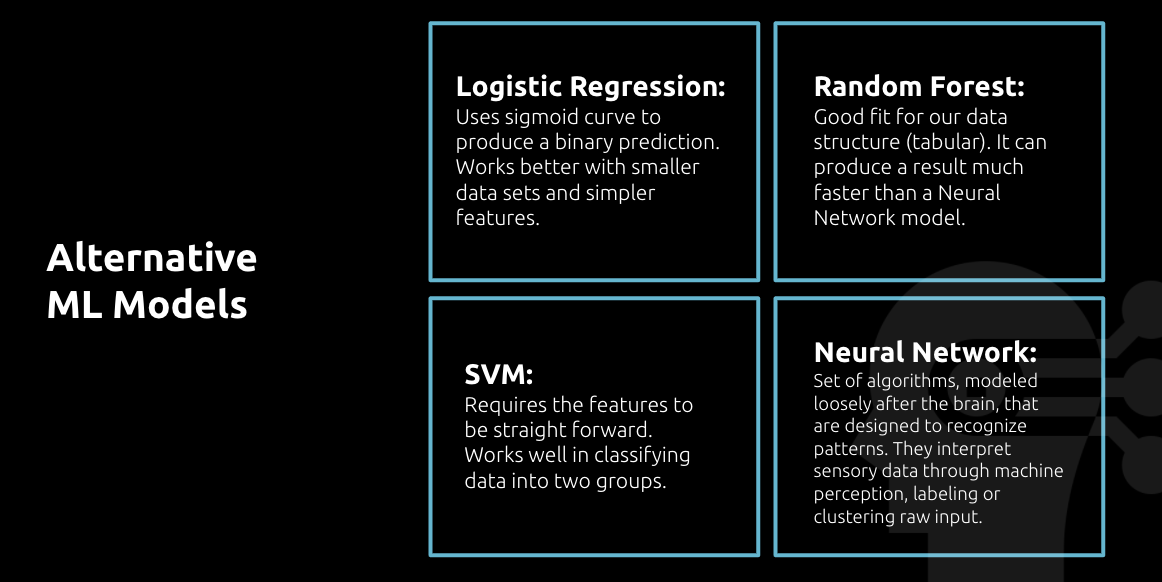 Alternative
ML Models
Logistic Regression:
Uses sigmoid curve to
produce a binary prediction.
Works better with smaller
data sets and simpler
features.
Random Forest:
Good fit for our data
structure (tabular). It can
produce a result much
faster than a Neural
Network model.
SVM:
Requires the features to
be straight forward.
Works well in classifying
data into two groups.
Neural Network:
Set of algorithms, modeled
loosely after the brain, that
are designed to recognize
patterns. They interpret
sensory data through machine
perception, labeling or
clustering raw input.